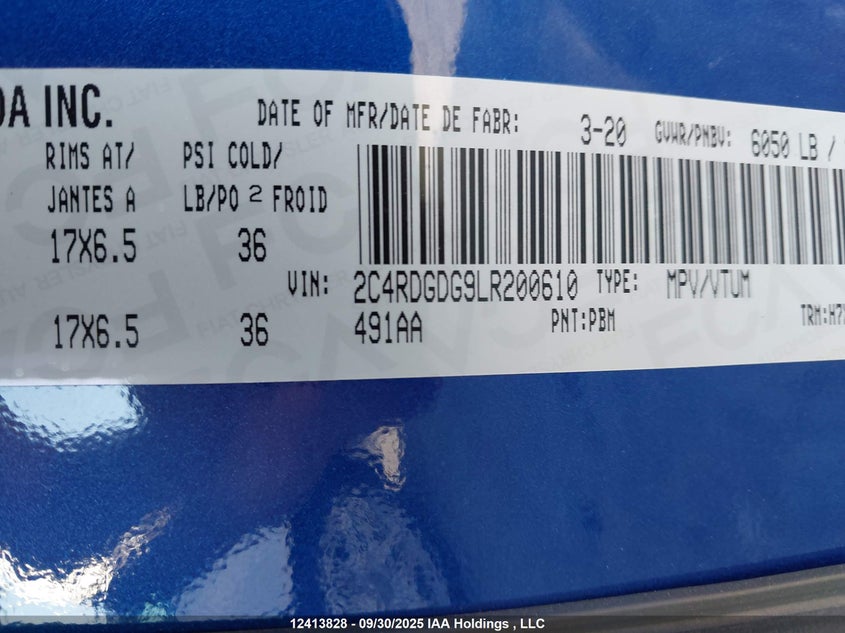 DA INC.
DATE OF MFR/DATE DE FABR: 3-20 GVWR/PNBV: 6050 LB /
RIMS AT/ PSI COLD/
JANTES A LB/PO 2 FROID
17X6.5 36
VIN: 2C4RDGDG9LR200610 TYPE: MPV/VTUM
17X6.5 36 491AA PNT:PBM TRM:H7X
12413828 - 09/30/2025 IAA Holdings , LLC